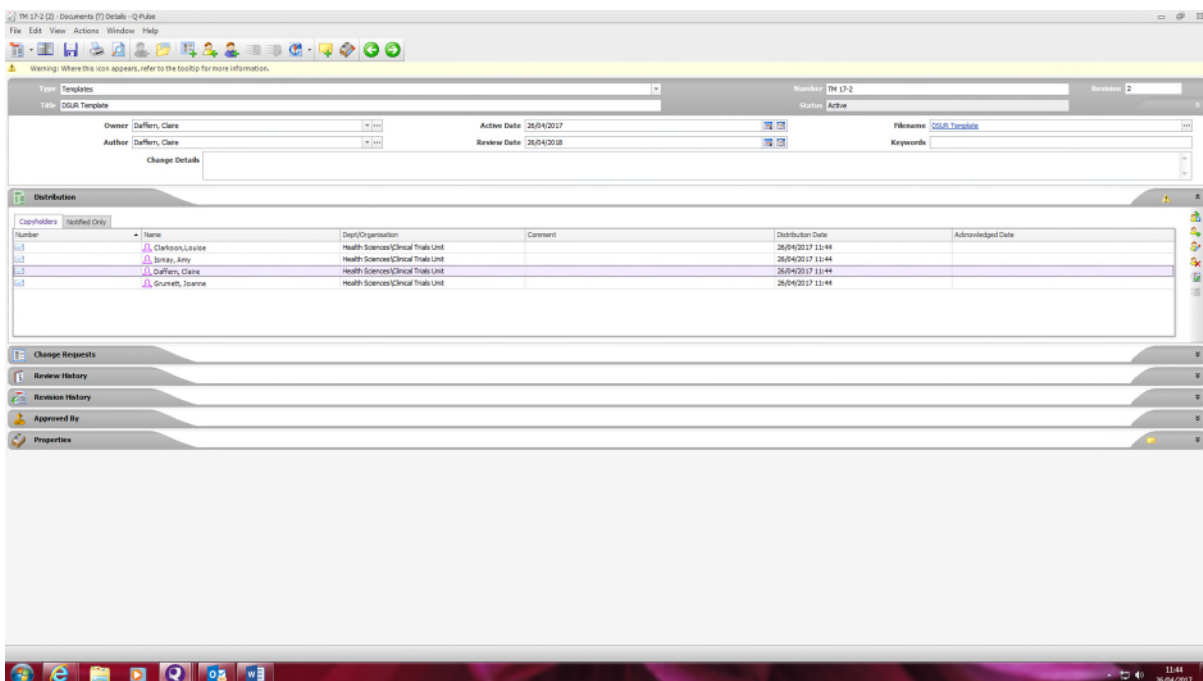 TM 17-2 (2) - Documents (7) Details - Q-Pulse
File Edit View Actions Window Help
Warning: Where this icon appears, refer to the tooltip for more information.
Type Templates Number TM 17-2 Revision 2
Title DSUR Template Status Active
Owner Daffern, Claire Active Date 26/04/2017 Filename DSUR Template
Author Daffern, Claire Review Date 26/04/2018 Keywords
Change Details
Distribution
Copyholders Notified Only
Number Name Dept/Organisation Comment Distribution Date Acknowledged Date
Clarkson,Louise Health Sciences\Clinical Trials Unit 26/04/2017 11:44
Ismay, Amy Health Sciences\Clinical Trials Unit 26/04/2017 11:44
Daffern, Claire Health Sciences\Clinical Trials Unit 26/04/2017 11:44
Grumett, Joanne Health Sciences\Clinical Trials Unit 26/04/2017 11:44
Change Requests
Review History
Revision History
Approved By
Properties
11:44
26/04/2017